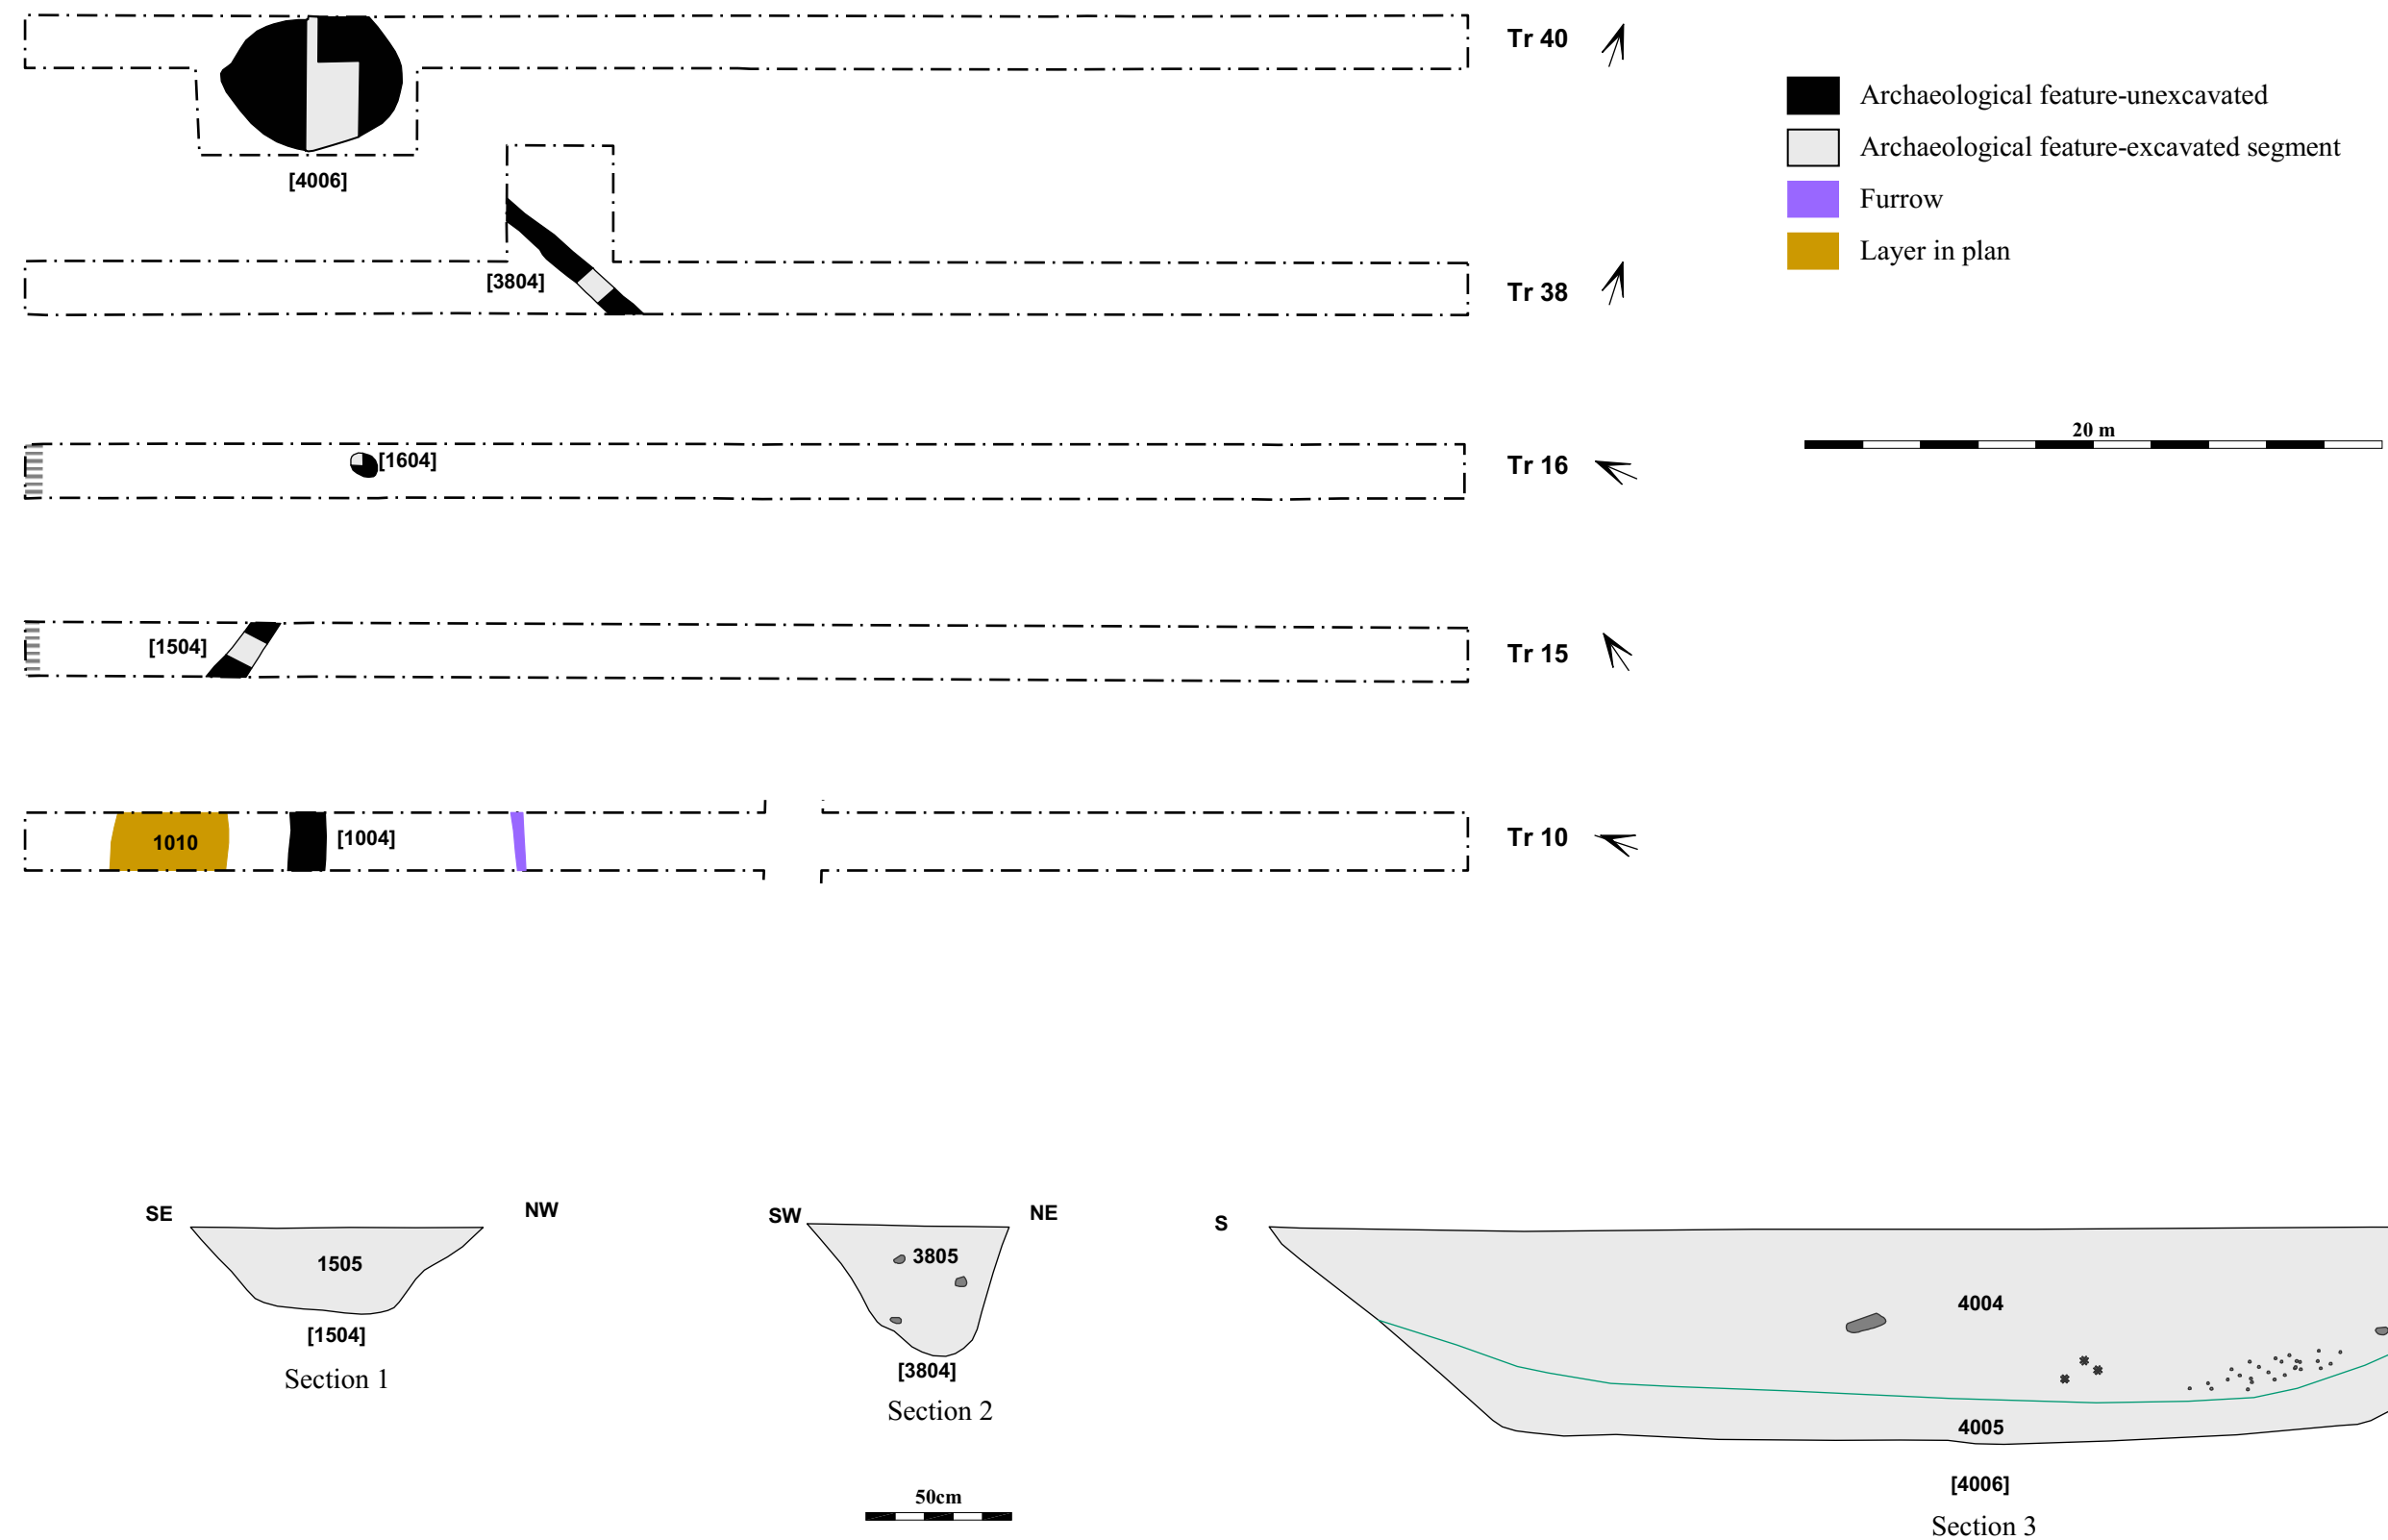 Tr 40
Archaeological feature-unexcavated
Archaeological feature-excavated segment
[4006]
Furrow
Layer in plan
[3804]
Tr 38
20 m
[1604]
Tr 16
[1504]
Tr 15
1010
[1004]
Tr 10
SE
NW
1505
[1504]
Section 1
SW
NE
3805
[3804]
Section 2
S
4004
4005
[4006]
Section 3
50cm